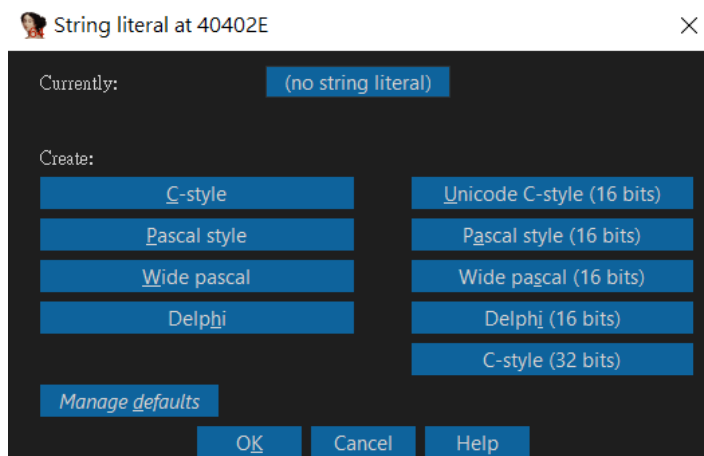 String literal at 40402E
Currently: (no string literal)
Create:
C-style Unicode C-style (16 bits)
Pascal style Pascal style (16 bits)
Wide pascal Wide pascal (16 bits)
Delphi Delphi (16 bits)
C-style (32 bits)
Manage defaults
OK Cancel Help